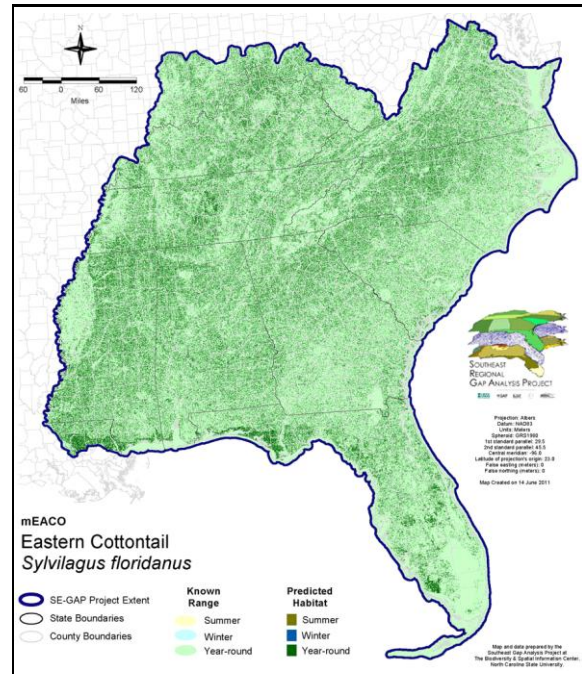 N
60 0 60 120
Miles
SOUTHEAST
REGIONAL
GAP ANALYSIS PROJECT
Projection: Albers
Datum: NAD83
Units: Meters
Spheroid: GRS1980
1st standard parallel: 29.5
2nd standard parallel: 45.5
Central meridian: -96.0
Latitude of projection's origin: 23.0
False easting (meters): 0
False northing (meters): 0
Map Created on 14 June 2011
mEACO
Eastern Cottontail
Sylvilagus floridanus
SE-GAP Project Extent
State Boundaries
County Boundaries
Known
Range
Summer
Winter
Year-round
Predicted
Habitat
Summer
Winter
Year-round
Map and data prepared by the
Southeast Gap Analysis Project at
The Biodiversity & Spatial Information Center,
North Carolina State University.